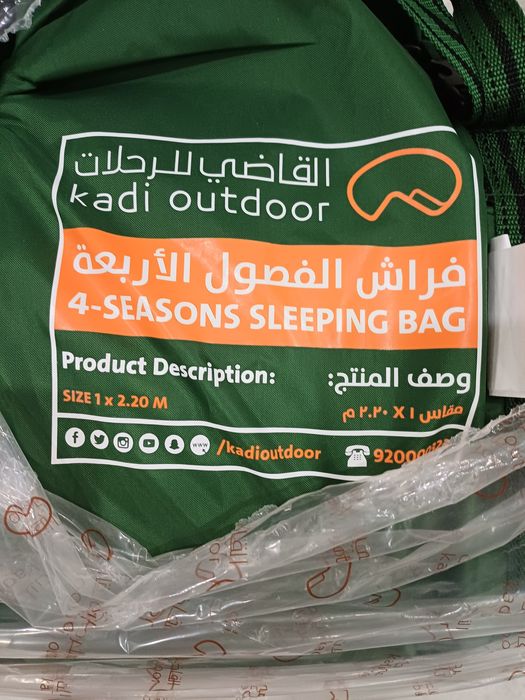 القاضي للرحلات
kadi outdoor
فراش الفصول الأربعة
4-SEASONS SLEEPING BAG
Product Description:
وصف المنتج:
SIZE 1 x 2.20 M
مقاس ١ X ٢.٢٠ م
www
/kadioutdoor